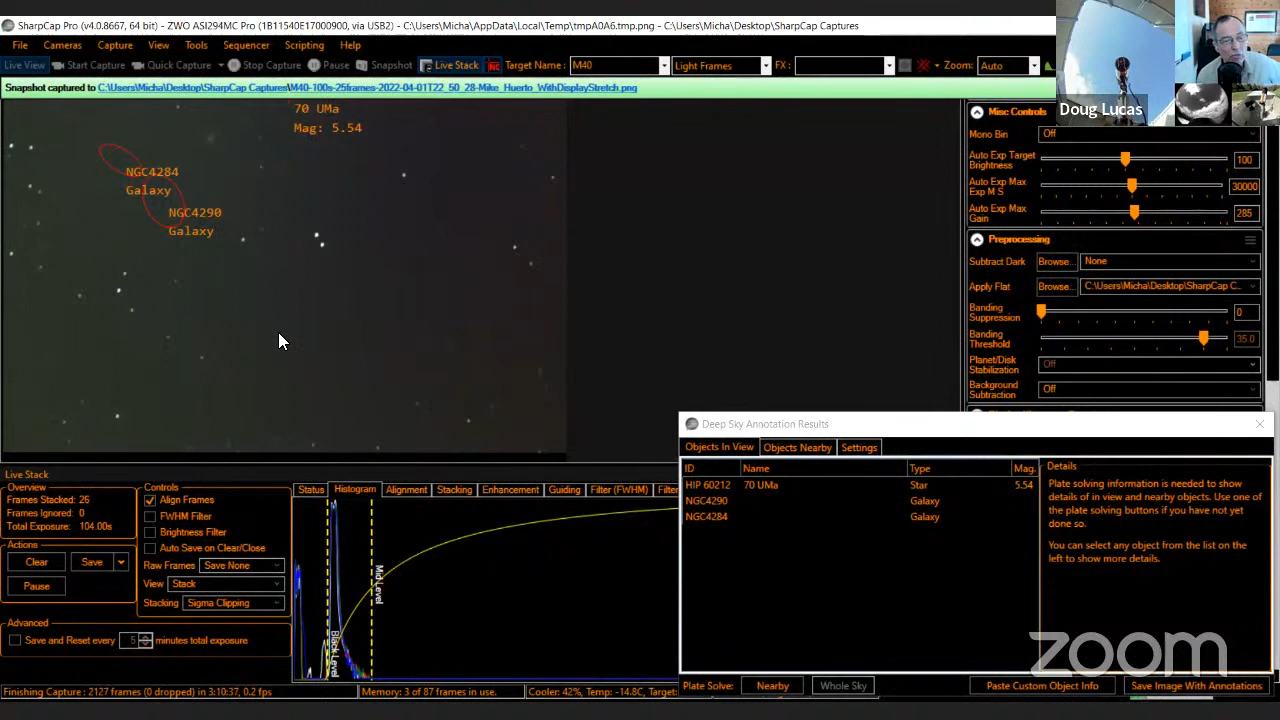 SharpCap Pro (v4.0.8667, 64 bit) - ZWO ASI294MC Pro (1B11540E17000900, via USB2) - C:\Users\Micha\AppData\Local\Temp\tmpA0A6.tmp.png - C:\Users\Micha\Desktop\SharpCap Captures
File Cameras Capture View Tools Sequencer Scripting Help
Live View Start Capture Quick Capture Stop Capture Pause Snapshot Live Stack Target Name : M40 Light Frames FX : Zoom: Auto
Snapshot captured to C:\Users\Micha\Desktop\SharpCap Captures\M40-100s-25frames-2022-04-01T22_50_28-Mike_Huerto_WithDisplayStretch.png
Doug Lucas
70 UMa
Mag: 5.54
NGC4284
Galaxy
NGC4290
Galaxy
Misc Controls
Mono Bin Off
Auto Exp Target Brightness 100
Auto Exp Max Exp M S 30000
Auto Exp Max Gain 285
Preprocessing
Subtract Dark Browse... None
Apply Flat Browse... C:\Users\Micha\Desktop\SharpCap C...
Banding Suppression 0
Banding Threshold 35.0
Planet/Disk Stabilization Off
Background Subtraction Off
Live Stack
Frames Stacked: 26
Frames Ignored: 0
Total Exposure: 104.00s
Actions
Clear Save
Pause
Controls
Align Frames
FWHM Filter
Brightness Filter
Auto Save on Clear/Close
Raw Frames Save None
View Stack
Stacking Sigma Clipping
Advanced
Save and Reset every 5 minutes total exposure
Status Histogram Alignment Stacking Enhancement Guiding Filter (FWHM) Filter
Black Level
Mid Level
Deep Sky Annotation Results
Objects In View Objects Nearby Settings
ID Name Type Mag.
HIP 60212 70 UMa Star 5.54
NGC4290 Galaxy
NGC4284 Galaxy
Details
Plate solving information is needed to show
details of in view and nearby objects. Use one of
the plate solving buttons if you have not yet
done so.
You can select any object from the list on the
left to show more details.
zoom
Plate Solve: Nearby Whole Sky Paste Custom Object Info Save Image With Annotations
Finishing Capture : 2127 frames (0 dropped) in 3:10:37, 0.2 fps Memory: 3 of 87 frames in use. Cooler: 42%, Temp: -14.8C, Target: